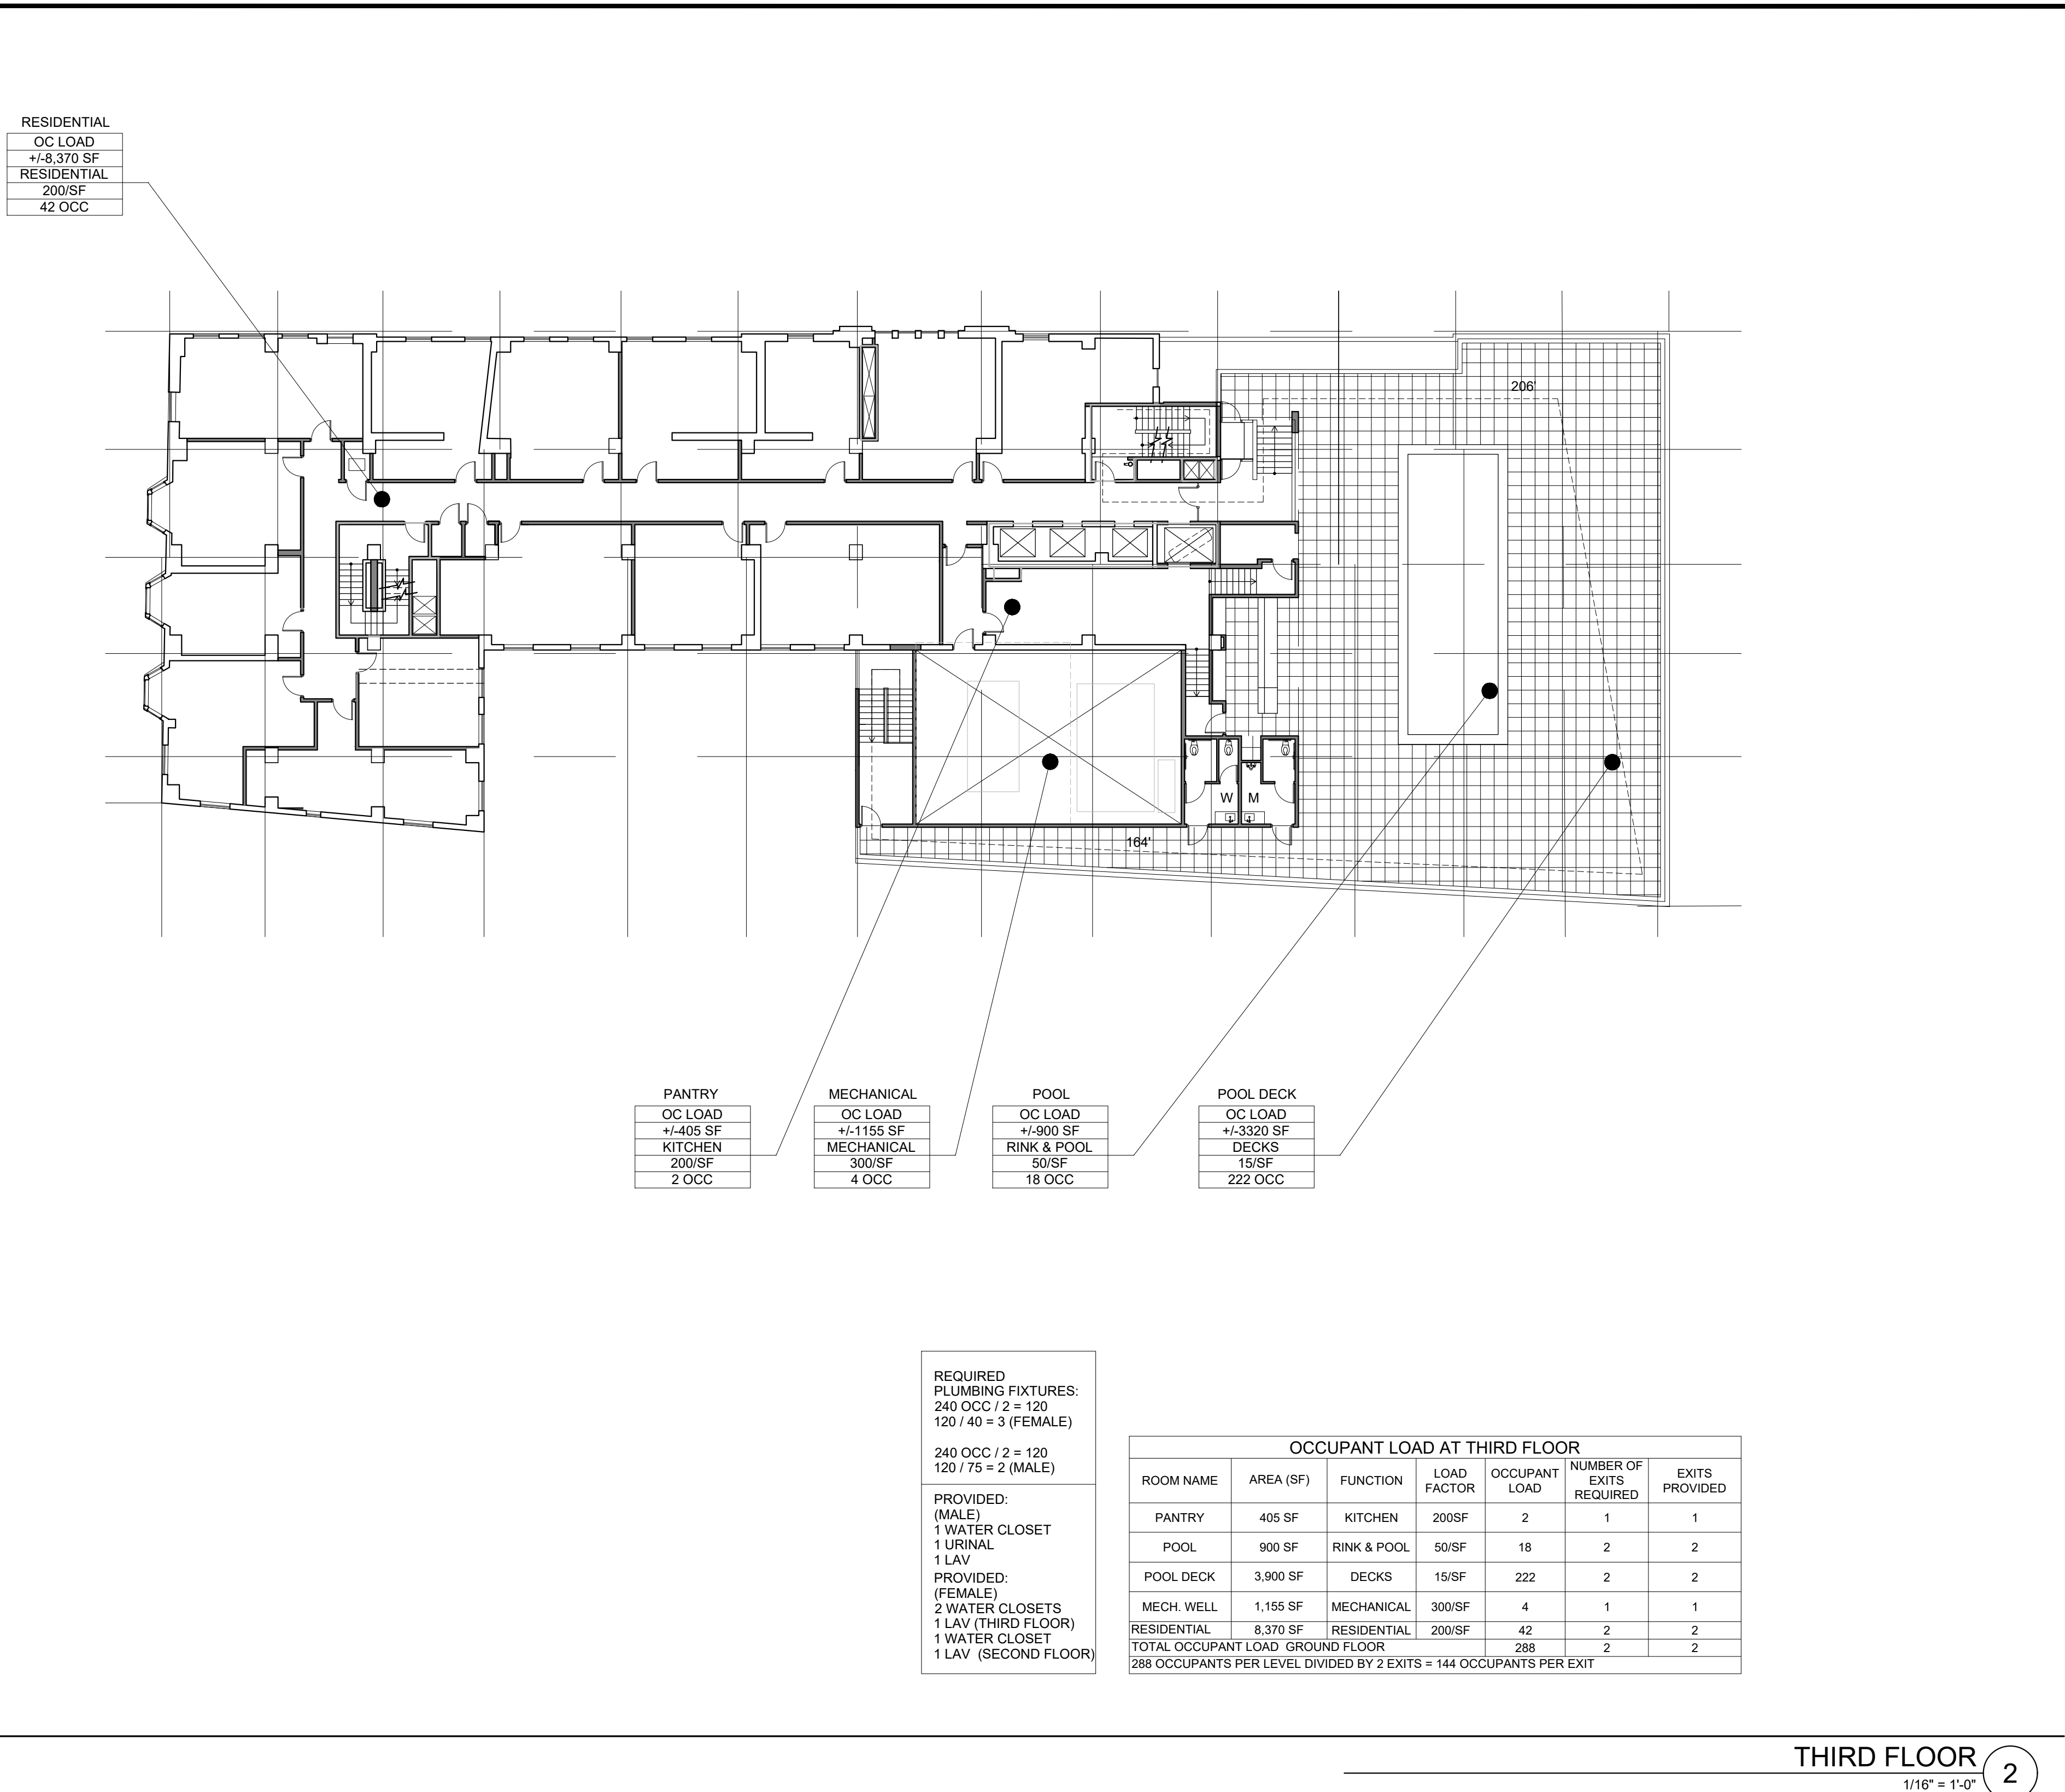 RESIDENTIAL
OC LOAD
+/-8,370 SF
RESIDENTIAL
200/SF
42 OCC
206'
W M
164'
PANTRY
OC LOAD
+/-405 SF
KITCHEN
200/SF
2 OCC
MECHANICAL
OC LOAD
+/-1155 SF
MECHANICAL
300/SF
4 OCC
POOL
OC LOAD
+/-900 SF
RINK & POOL
50/SF
18 OCC
POOL DECK
OC LOAD
+/-3320 SF
DECKS
15/SF
222 OCC
REQUIRED
PLUMBING FIXTURES:
240 OCC / 2 = 120
120 / 40 = 3 (FEMALE)
240 OCC / 2 = 120
120 / 75 = 2 (MALE)
PROVIDED:
(MALE)
1 WATER CLOSET
1 URINAL
1 LAV
PROVIDED:
(FEMALE)
2 WATER CLOSETS
1 LAV (THIRD FLOOR)
1 WATER CLOSET
1 LAV (SECOND FLOOR)
OCCUPANT LOAD AT THIRD FLOOR
ROOM NAME AREA (SF) FUNCTION LOAD FACTOR OCCUPANT LOAD NUMBER OF EXITS REQUIRED EXITS PROVIDED
PANTRY 405 SF KITCHEN 200SF 2 1 1
POOL 900 SF RINK & POOL 50/SF 18 2 2
POOL DECK 3,900 SF DECKS 15/SF 222 2 2
MECH. WELL 1,155 SF MECHANICAL 300/SF 4 1 1
RESIDENTIAL 8,370 SF RESIDENTIAL 200/SF 42 2 2
TOTAL OCCUPANT LOAD GROUND FLOOR 288 2 2
288 OCCUPANTS PER LEVEL DIVIDED BY 2 EXITS = 144 OCCUPANTS PER EXIT
THIRD FLOOR 2
1/16" = 1'-0"